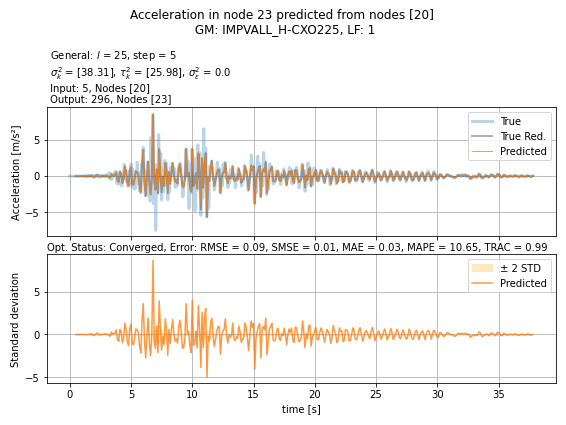 Acceleration in node 23 predicted from nodes [20]
GM: IMPVALL_H-CXO225, LF: 1
General: l = 25, step = 5
σ²ₖ = [38.31], τ²ₖ = [25.98], σ²ε = 0.0
Input: 5, Nodes [20]
Output: 296, Nodes [23]
Acceleration [m/s²]
5
0
−5
True
True Red.
Predicted
Opt. Status: Converged, Error: RMSE = 0.09, SMSE = 0.01, MAE = 0.03, MAPE = 10.65, TRAC = 0.99
Standard deviation
5
0
−5
± 2 STD
Predicted
0 5 10 15 20 25 30 35
time [s]